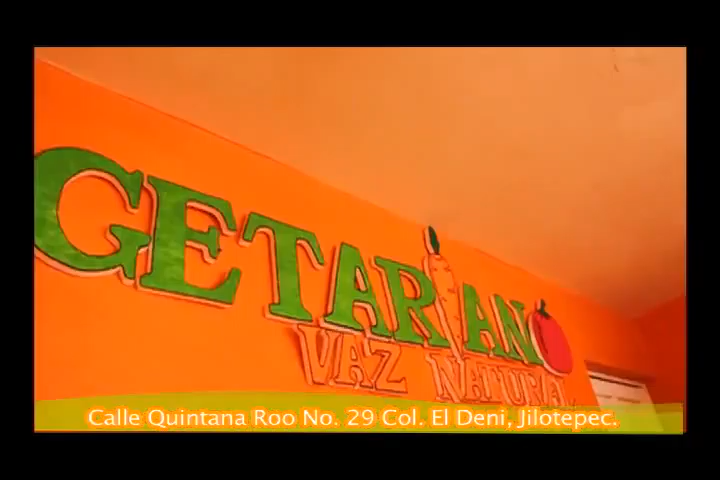 GETARIANO
VAZ NATURAL
Calle Quintana Roo No. 29 Col. El Deni, Jilotepec.